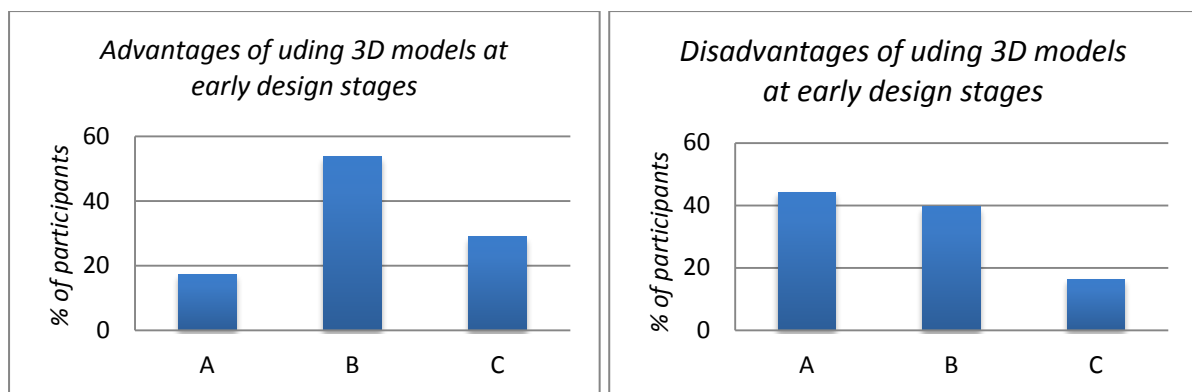 Advantages of uding 3D models at
early design stages
% of participants
60
40
20
0
A B C
Disadvantages of uding 3D models
at early design stages
% of participants
60
40
20
0
A B C